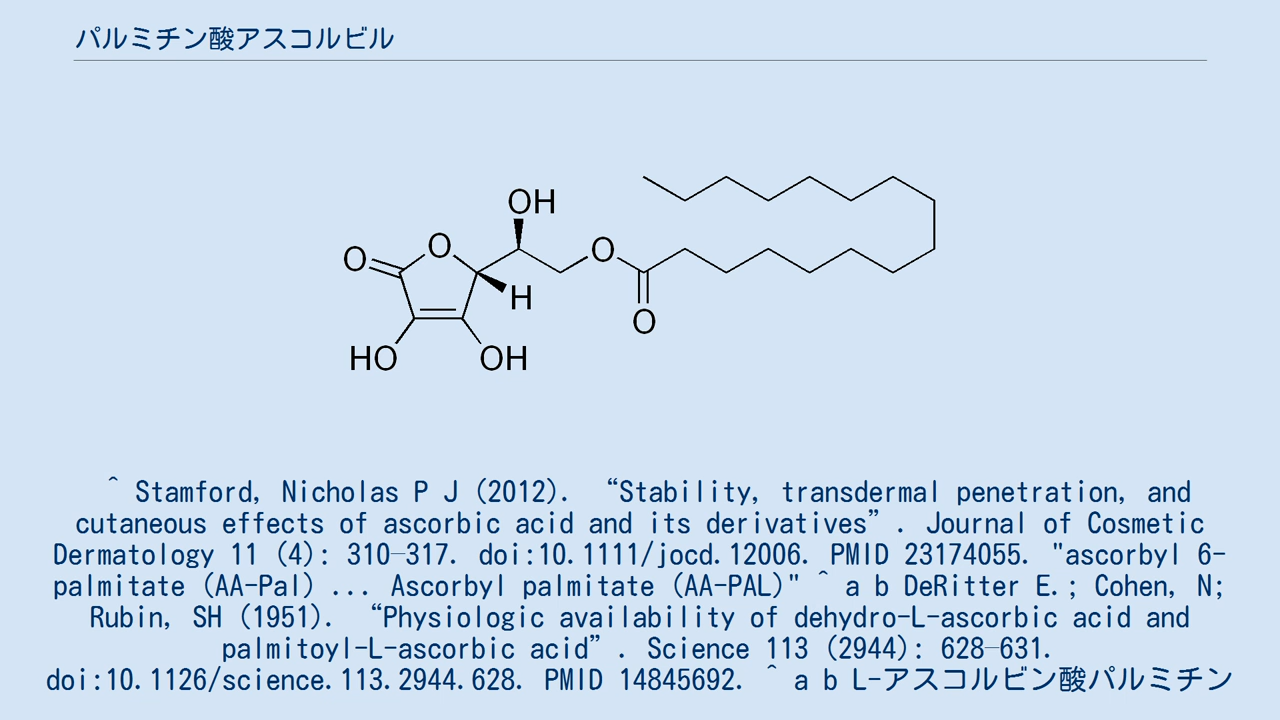 パルミチン酸アスコルビル
OH
O
O
O
H
O
HO
OH
^ Stamford, Nicholas P J (2012). “Stability, transdermal penetration, and
cutaneous effects of ascorbic acid and its derivatives”. Journal of Cosmetic
Dermatology 11 (4): 310–317. doi:10.1111/jocd.12006. PMID 23174055. "ascorbyl 6-
palmitate (AA-Pal) ... Ascorbyl palmitate (AA-PAL)" ^ a b DeRitter E.; Cohen, N;
Rubin, SH (1951). “Physiologic availability of dehydro-L-ascorbic acid and
palmitoyl-L-ascorbic acid”. Science 113 (2944): 628–631.
doi:10.1126/science.113.2944.628. PMID 14845692. ^ a b L-アスコルビン酸パルミチン